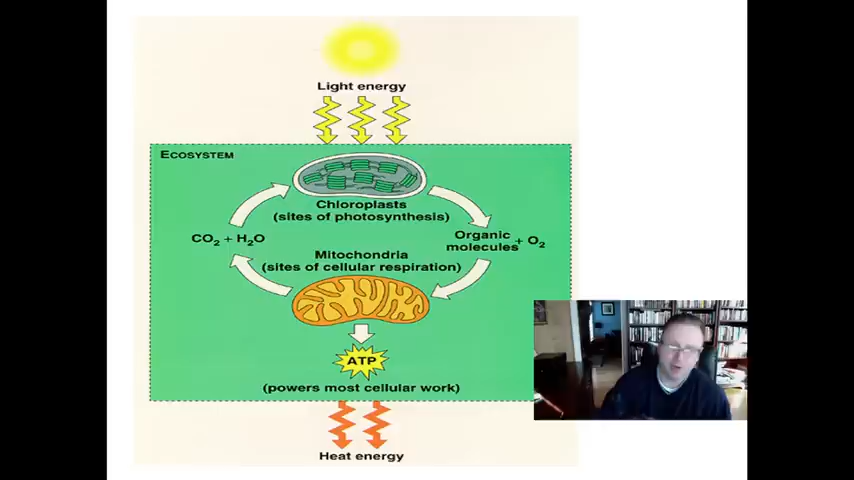 Light energy
ECOSYSTEM
Chloroplasts
(sites of photosynthesis)
CO₂ + H₂O
Organic
molecules + O₂
Mitochondria
(sites of cellular respiration)
ATP
(powers most cellular work)
Heat energy